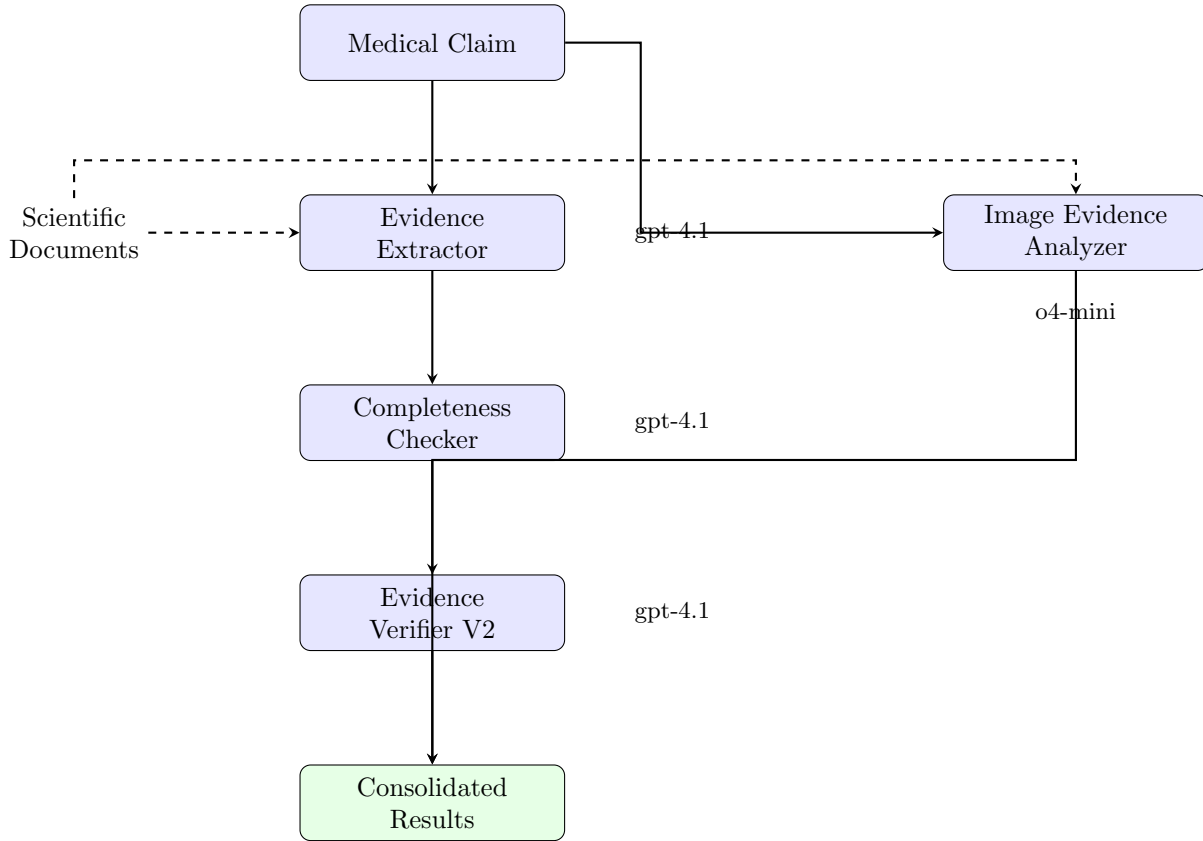 Medical Claim
Scientific
Documents
Evidence
Extractor
gpt-4.1
Image Evidence
Analyzer
o4-mini
Completeness
Checker
gpt-4.1
Evidence
Verifier V2
gpt-4.1
Consolidated
Results